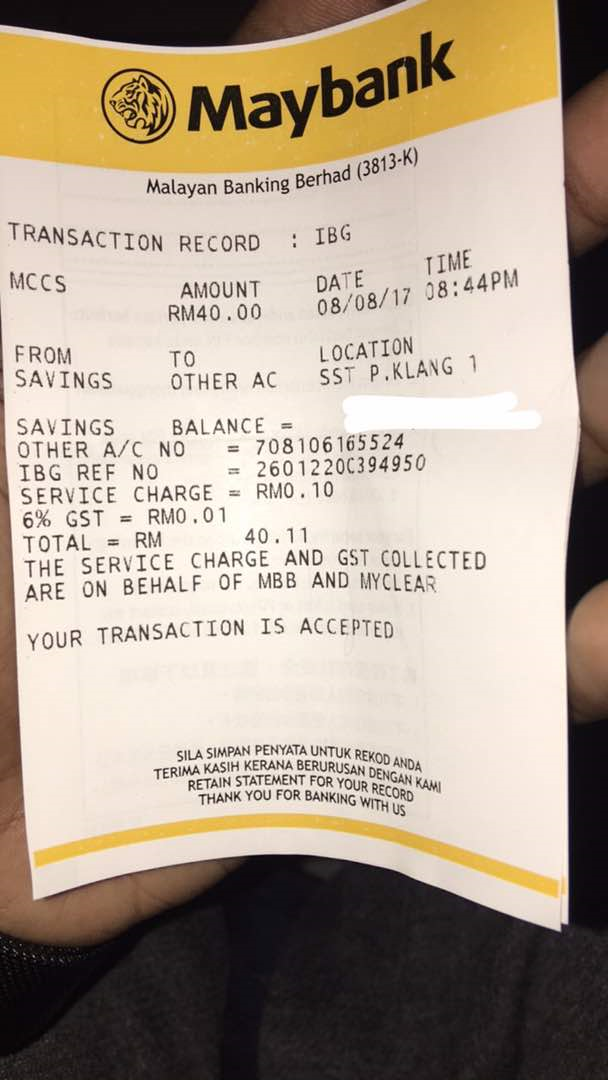 Maybank
Malayan Banking Berhad (3813-K)
TRANSACTION RECORD : IBG
MCCS AMOUNT DATE TIME
RM40.00 08/08/17 08:44PM
FROM TO LOCATION
SAVINGS OTHER AC SST P.KLANG 1
SAVINGS BALANCE =
OTHER A/C NO = 708106165524
IBG REF NO = 2601220C394950
SERVICE CHARGE = RM0.10
6% GST = RM0.01
TOTAL = RM 40.11
THE SERVICE CHARGE AND GST COLLECTED
ARE ON BEHALF OF MBB AND MYCLEAR
YOUR TRANSACTION IS ACCEPTED
SILA SIMPAN PENYATA UNTUK REKOD ANDA
TERIMA KASIH KERANA BERURUSAN DENGAN KAMI
RETAIN STATEMENT FOR YOUR RECORD
THANK YOU FOR BANKING WITH US